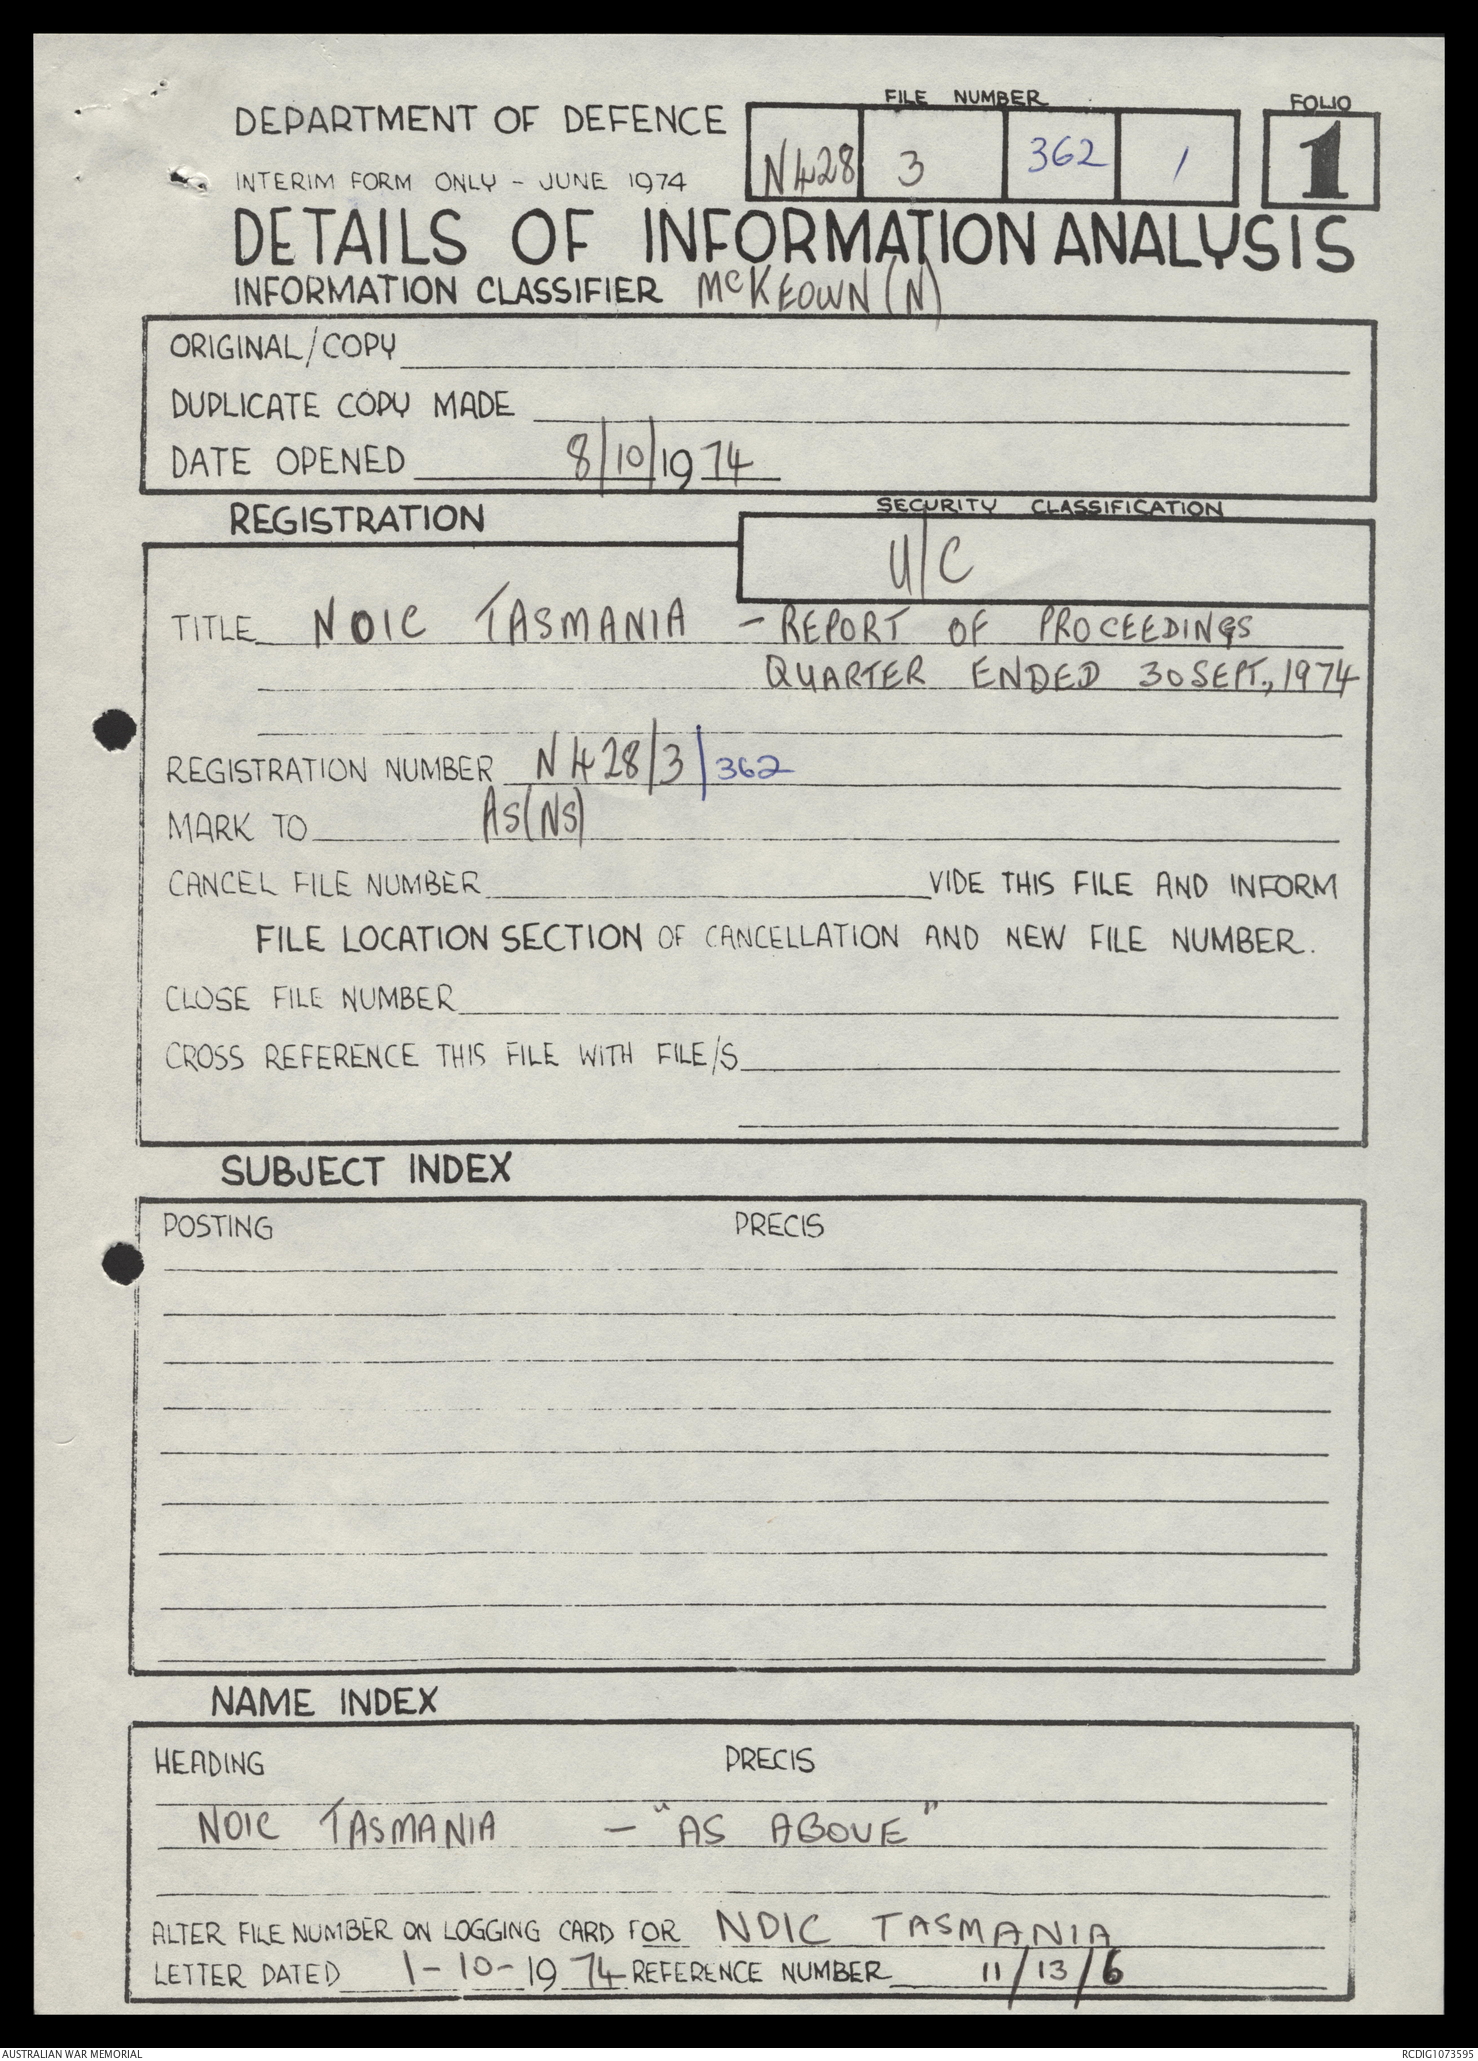 DEPARTMENT OF DEFENCE
FILE NUMBER
FOLIO
N428 3 362 1
1
INTERIM FORM ONLY - JUNE 1974
DETAILS OF INFORMATION ANALYSIS
INFORMATION CLASSIFIER McKEOWN (N)
ORIGINAL/COPY
DUPLICATE COPY MADE
DATE OPENED 8/10/1974
REGISTRATION
SECURITY CLASSIFICATION
U/C
TITLE NOIC TASMANIA - REPORT OF PROCEEDINGS
QUARTER ENDED 30 SEPT., 1974
REGISTRATION NUMBER N428/3/362
MARK TO AS(NS)
CANCEL FILE NUMBER VIDE THIS FILE AND INFORM
FILE LOCATION SECTION OF CANCELLATION AND NEW FILE NUMBER.
CLOSE FILE NUMBER
CROSS REFERENCE THIS FILE WITH FILE/S
SUBJECT INDEX
POSTING PRECIS
NAME INDEX
HEADING PRECIS
NOIC TASMANIA - "AS ABOVE"
ALTER FILE NUMBER ON LOGGING CARD FOR NOIC TASMANIA
LETTER DATED 1-10-1974 REFERENCE NUMBER 11/13/6
AUSTRALIAN WAR MEMORIAL
RCDIG1073595